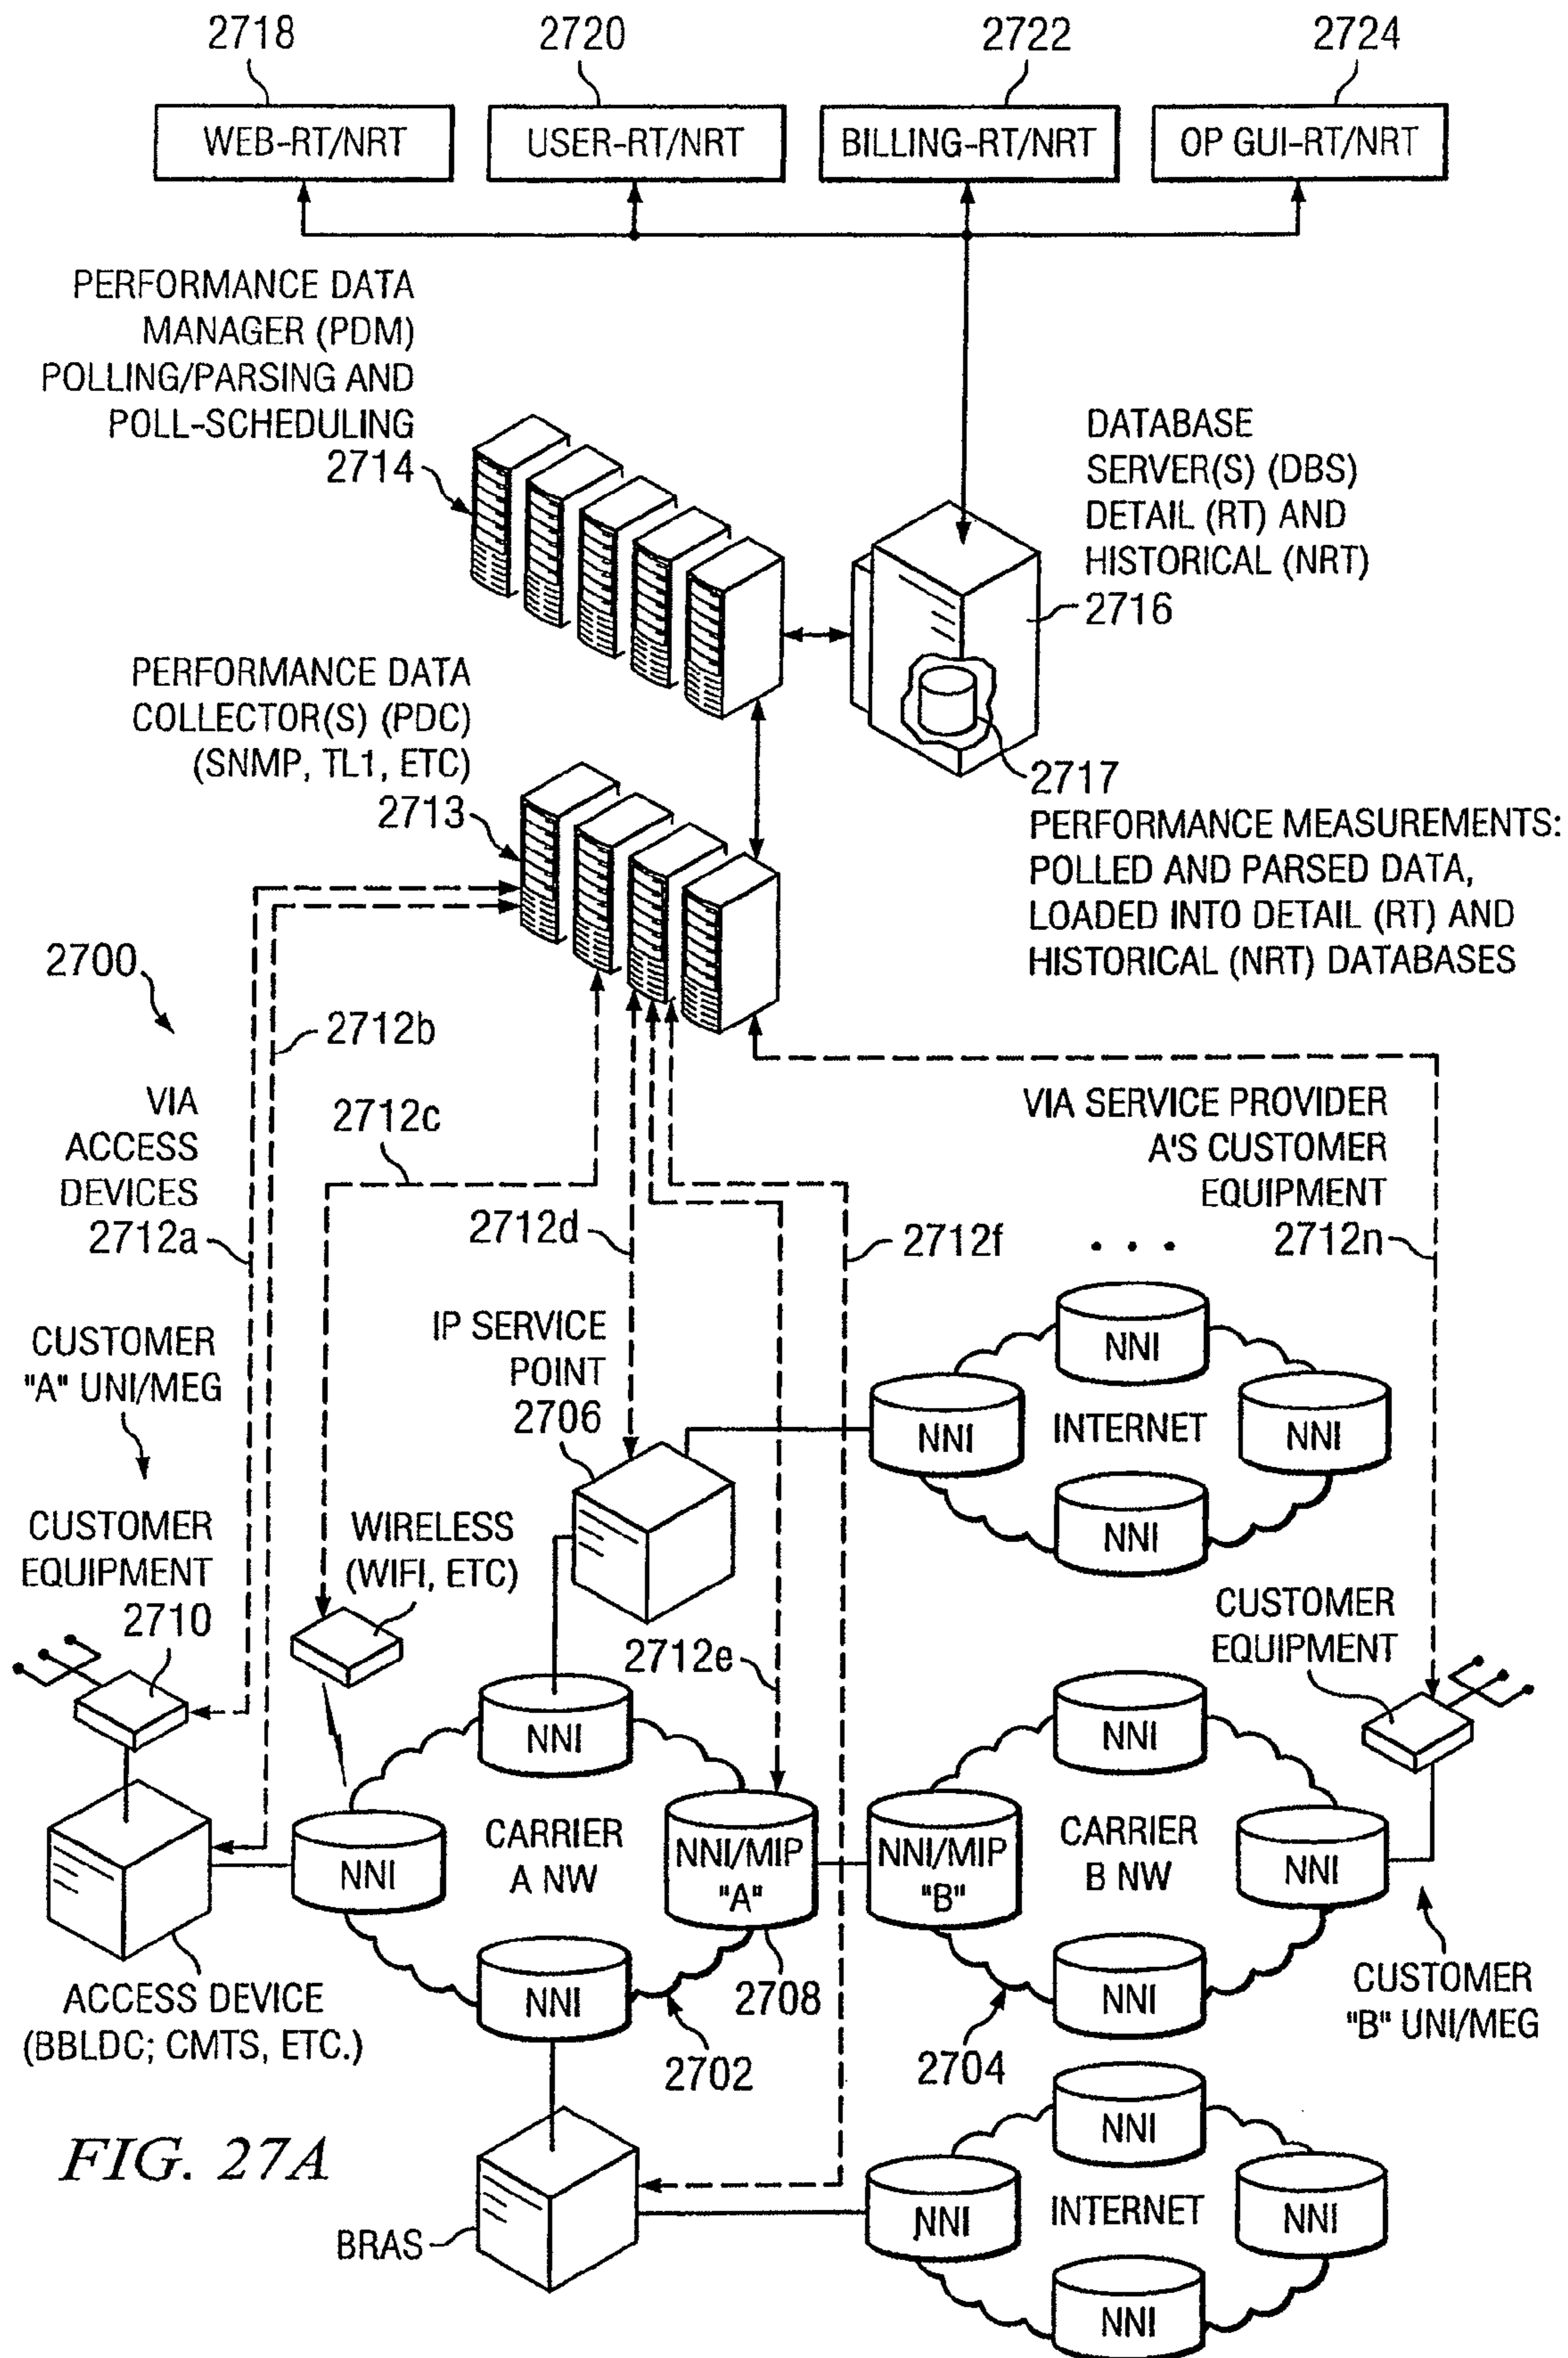 2718
2720
2722
2724
WEB-RT/NRT
USER-RT/NRT
BILLING-RT/NRT
OP GUI-RT/NRT
PERFORMANCE DATA
MANAGER (PDM)
POLLING/PARSING AND
POLL-SCHEDULING
2714
DATABASE
SERVER(S) (DBS)
DETAIL (RT) AND
HISTORICAL (NRT)
2716
PERFORMANCE DATA
COLLECTOR(S) (PDC)
(SNMP, TL1, ETC)
2713
2717
PERFORMANCE MEASUREMENTS:
POLLED AND PARSED DATA,
LOADED INTO DETAIL (RT) AND
HISTORICAL (NRT) DATABASES
2700
2712b
VIA
ACCESS
DEVICES
2712a
2712c
2712d
2712f
VIA SERVICE PROVIDER
A'S CUSTOMER
EQUIPMENT
2712n
. . .
CUSTOMER
"A" UNI/MEG
IP SERVICE
POINT
2706
NNI
NNI
INTERNET
NNI
NNI
CUSTOMER
EQUIPMENT
2710
WIRELESS
(WIFI, ETC)
2712e
CUSTOMER
EQUIPMENT
NNI
NNI
CARRIER
A NW
NNI/MIP
"A"
NNI
2708
2702
NNI
NNI/MIP
"B"
CARRIER
B NW
NNI
NNI
2704
CUSTOMER
"B" UNI/MEG
ACCESS DEVICE
(BBLDC; CMTS, ETC.)
BRAS
NNI
NNI
INTERNET
NNI
NNI
FIG. 27A